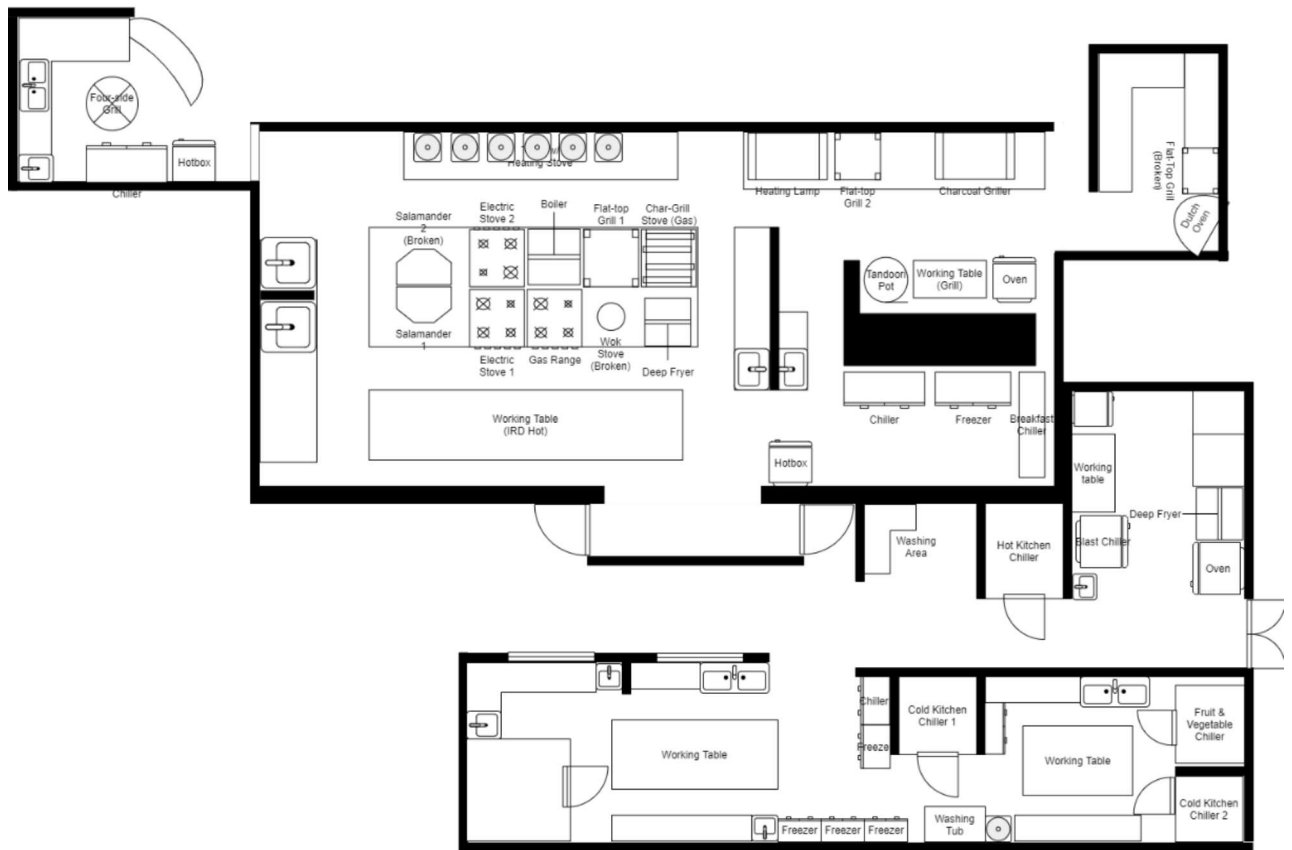 Four-side
Grill
Chiller
Hotbox
Heating Stove
Heating Lamp
Flat-top
Grill 2
Charcoal Griller
Flat-Top Grill
(Broken)
Dutch
Oven
Salamander
2
(Broken)
Electric
Stove 2
Boiler
Flat-top
Grill 1
Char-Grill
Stove (Gas)
Salamander
1
Electric
Stove 1
Gas Range
Wok
Stove
(Broken)
Deep Fryer
Tandoon
Pot
Working Table
(Grill)
Oven
Working Table
(IRD Hot)
Hotbox
Chiller
Freezer
Breakfast
Chiller
Working
table
Deep Fryer
Blast Chiller
Oven
Washing
Area
Hot Kitchen
Chiller
Working Table
Chiller
Freeze
Cold Kitchen
Chiller 1
Working Table
Fruit &
Vegetable
Chiller
Cold Kitchen
Chiller 2
Freezer
Freezer
Freezer
Washing
Tub